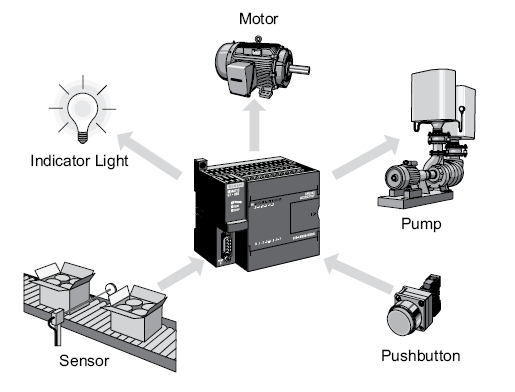 Motor
Indicator Light
Pump
Sensor
Pushbutton